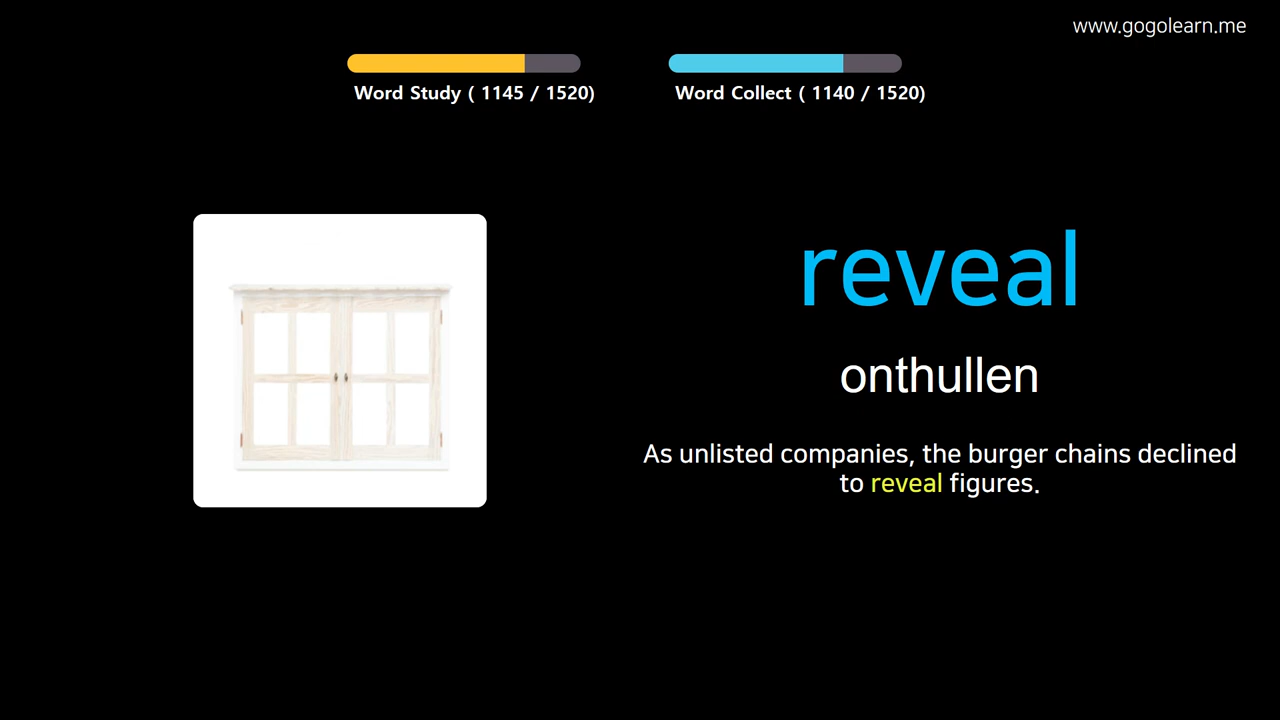 www.gogolearn.me
Word Study ( 1145 / 1520)
Word Collect ( 1140 / 1520)
reveal
onthullen
As unlisted companies, the burger chains declined
to reveal figures.